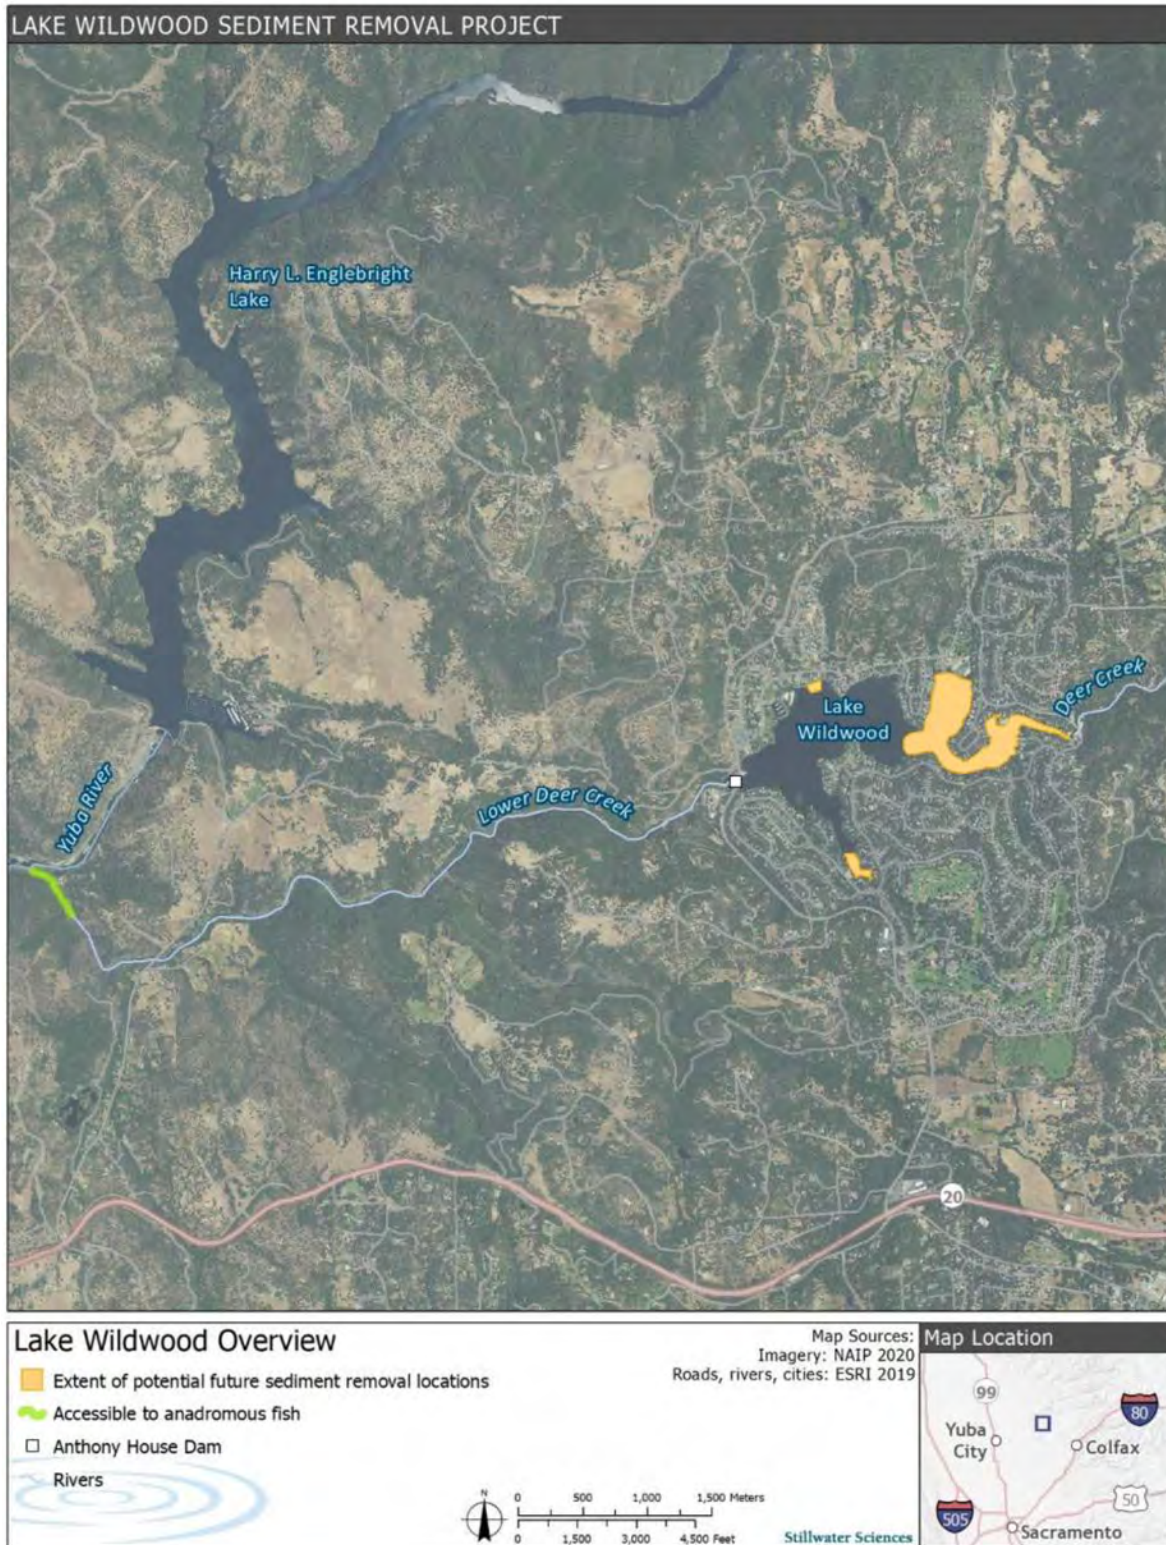 LAKE WILDWOOD SEDIMENT REMOVAL PROJECT
Harry L. Englebright
Lake
Deer Creek
Lake
Wildwood
Yuba River
Lower Deer Creek
20
Lake Wildwood Overview
Extent of potential future sediment removal locations
Accessible to anadromous fish
Anthony House Dam
Rivers
Map Sources:
Imagery: NAIP 2020
Roads, rivers, cities: ESRI 2019
N
0 500 1,000 1,500 Meters
0 1,500 3,000 4,500 Feet
Stillwater Sciences
Map Location
99
80
Yuba
City
Colfax
50
505
Sacramento